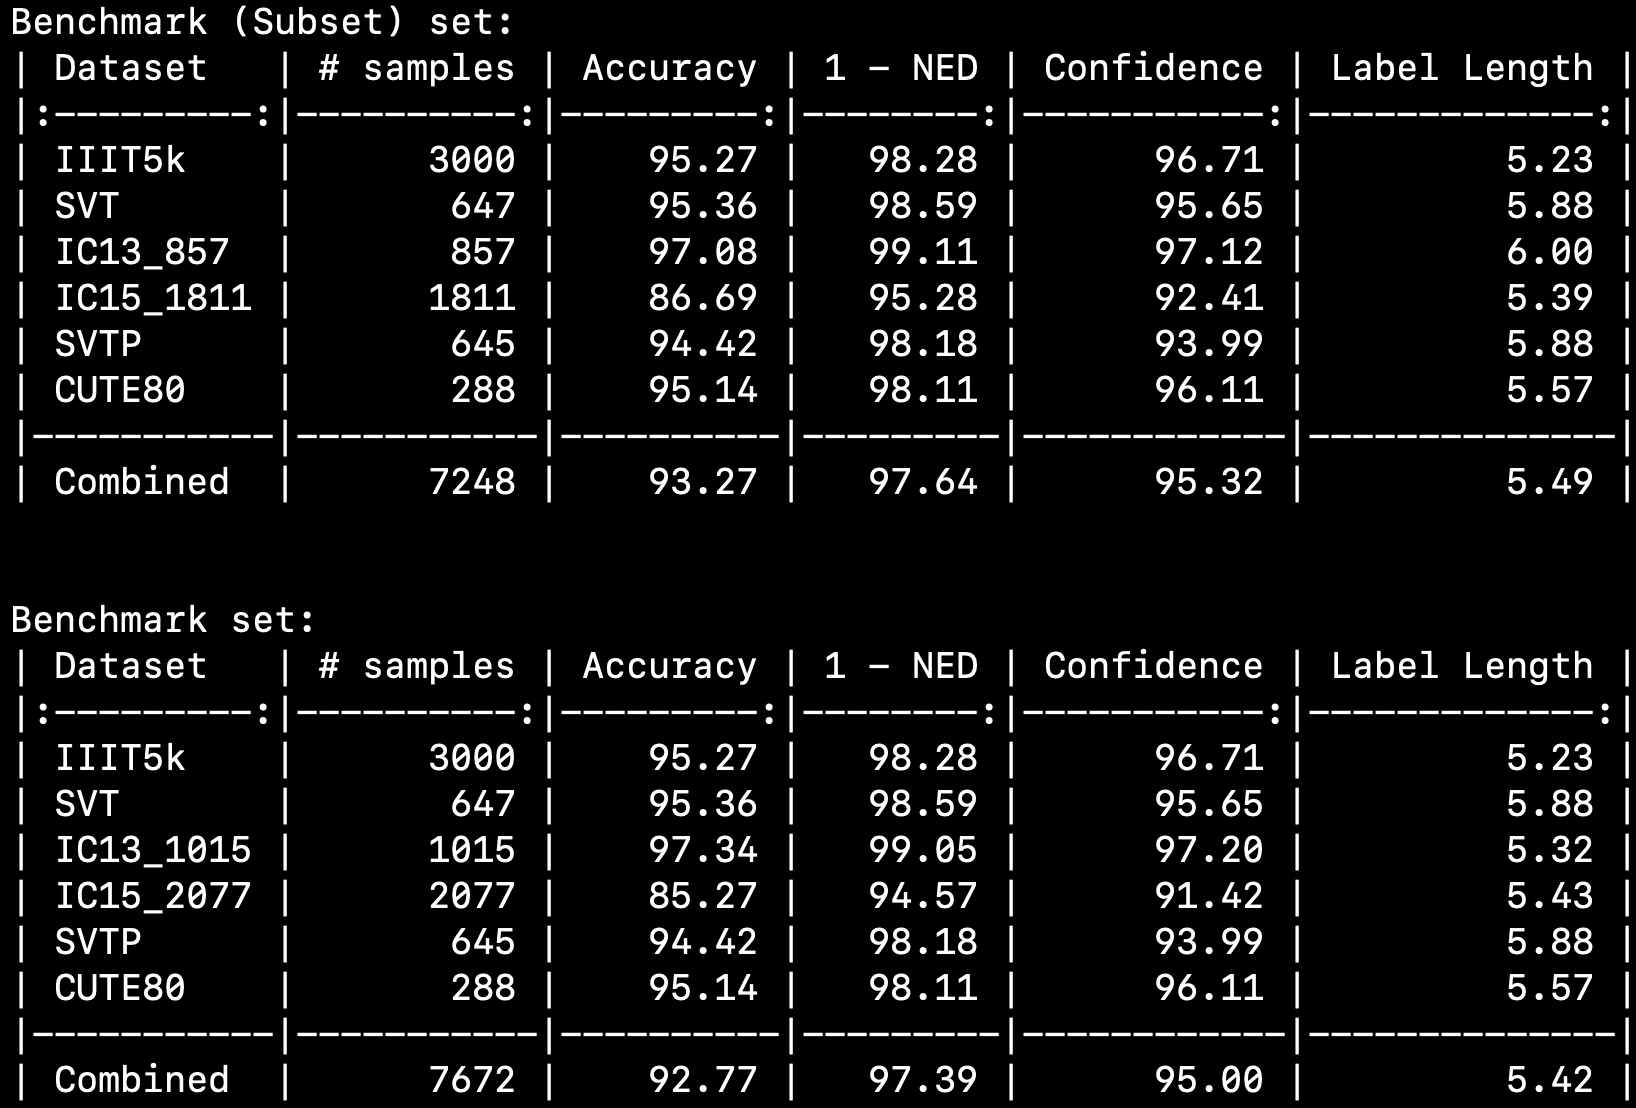 Benchmark (Subset) set:
| Dataset   | # samples | Accuracy | 1 - NED | Confidence | Label Length |
|:---------:|----------:|---------:|--------:|-----------:|-------------:|
| IIIT5k    |      3000 |    95.27 |   98.28 |      96.71 |         5.23 |
| SVT       |       647 |    95.36 |   98.59 |      95.65 |         5.88 |
| IC13_857  |       857 |    97.08 |   99.11 |      97.12 |         6.00 |
| IC15_1811 |      1811 |    86.69 |   95.28 |      92.41 |         5.39 |
| SVTP      |       645 |    94.42 |   98.18 |      93.99 |         5.88 |
| CUTE80    |       288 |    95.14 |   98.11 |      96.11 |         5.57 |
|-----------|-----------|----------|---------|------------|--------------|
| Combined  |      7248 |    93.27 |   97.64 |      95.32 |         5.49 |
Benchmark set:
| Dataset   | # samples | Accuracy | 1 - NED | Confidence | Label Length |
|:---------:|----------:|---------:|--------:|-----------:|-------------:|
| IIIT5k    |      3000 |    95.27 |   98.28 |      96.71 |         5.23 |
| SVT       |       647 |    95.36 |   98.59 |      95.65 |         5.88 |
| IC13_1015 |      1015 |    97.34 |   99.05 |      97.20 |         5.32 |
| IC15_2077 |      2077 |    85.27 |   94.57 |      91.42 |         5.43 |
| SVTP      |       645 |    94.42 |   98.18 |      93.99 |         5.88 |
| CUTE80    |       288 |    95.14 |   98.11 |      96.11 |         5.57 |
|-----------|-----------|----------|---------|------------|--------------|
| Combined  |      7672 |    92.77 |   97.39 |      95.00 |         5.42 |